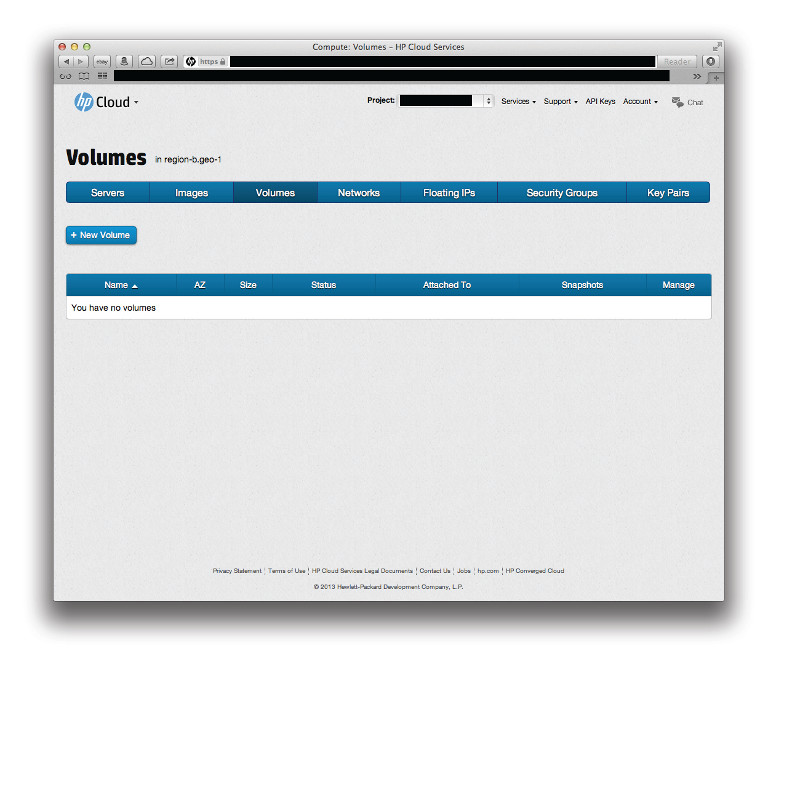 Compute: Volumes – HP Cloud Services
ebay https Reader
hp Cloud Project: Services Support API Keys Account Chat
Volumes in region-b.geo-1
Servers Images Volumes Networks Floating IPs Security Groups Key Pairs
+ New Volume
Name AZ Size Status Attached To Snapshots Manage
You have no volumes
Privacy Statement ¦ Terms of Use ¦ HP Cloud Services Legal Documents ¦ Contact Us ¦ Jobs ¦ hp.com ¦ HP Converged Cloud
© 2013 Hewlett-Packard Development Company, L.P.